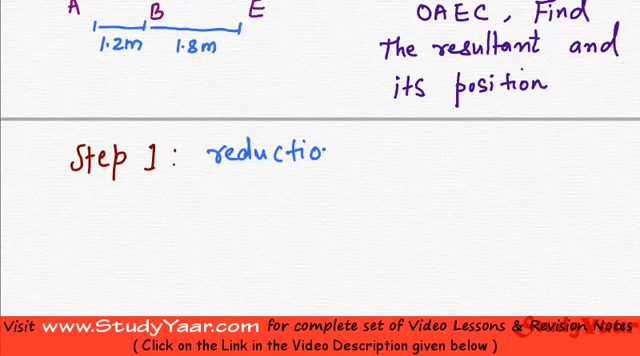 A B E
1.2m 1.8m
OAEC, Find
The resultant and
its position
Step 1: reductio
StudyYaar
Visit www.StudyYaar.com for complete set of Video Lessons & Revision Notes
( Click on the Link in the Video Description given below )